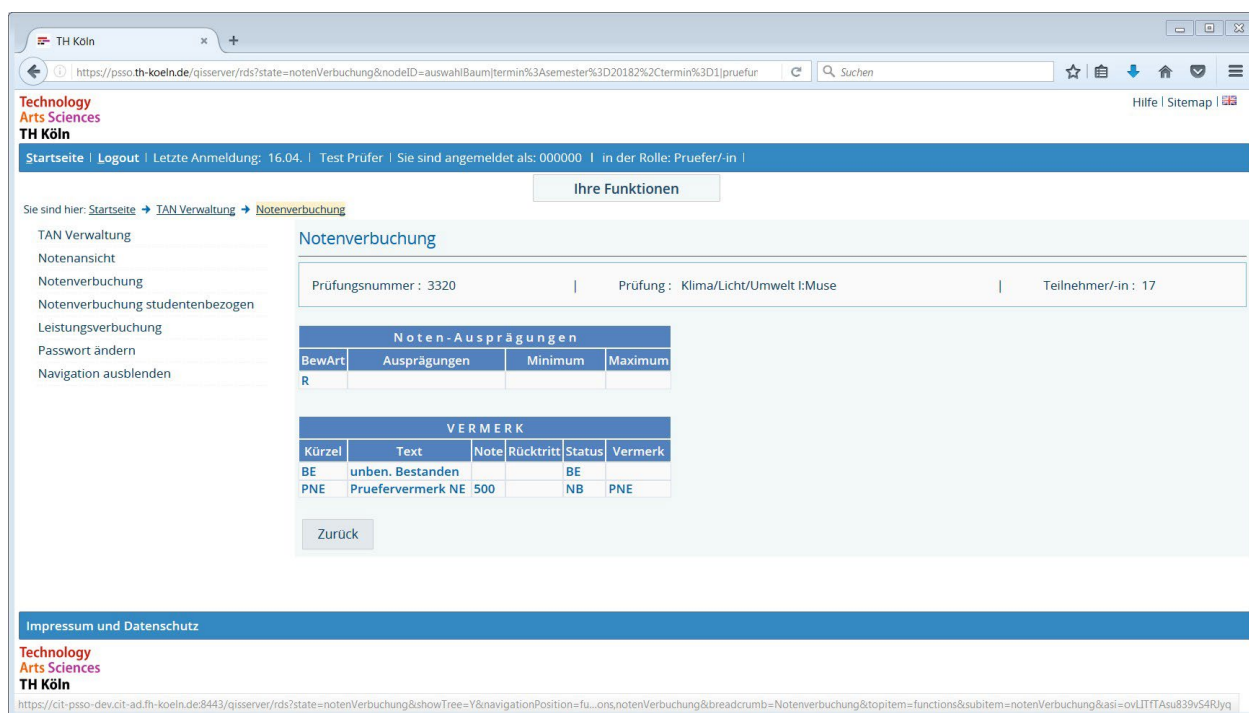 TH Köln
https://psso.th-koeln.de/qisserver/rds?state=notenVerbuchung&nodeID=auswahlBaum|termin%3Asemester%3D20182%2Ctermin%3D1|pruefur
Suchen
Technology
Arts Sciences
TH Köln
Hilfe | Sitemap |
Startseite | Logout | Letzte Anmeldung: 16.04. | Test Prüfer | Sie sind angemeldet als: 000000 | in der Rolle: Pruefer/-in |
Ihre Funktionen
Sie sind hier: Startseite → TAN Verwaltung → Notenverbuchung
TAN Verwaltung
Notenansicht
Notenverbuchung
Notenverbuchung studentenbezogen
Leistungsverbuchung
Passwort ändern
Navigation ausblenden
Notenverbuchung
Prüfungsnummer : 3320 | Prüfung : Klima/Licht/Umwelt I:Muse | Teilnehmer/-in : 17
Noten-Ausprägungen
BewArt Ausprägungen Minimum Maximum
R
VERMERK
Kürzel Text Note Rücktritt Status Vermerk
BE unben. Bestanden BE
PNE Pruefervermerk NE 500 NB PNE
Zurück
Impressum und Datenschutz
Technology
Arts Sciences
TH Köln
https://cit-psso-dev.cit-ad.fh-koeln.de:8443/qisserver/rds?state=notenVerbuchung&showTree=Y&navigationPosition=fu...ons,notenVerbuchung&breadcrumb=Notenverbuchung&topitem=functions&subitem=notenVerbuchung&asi=ovLITfTAsu839vS4RJyq